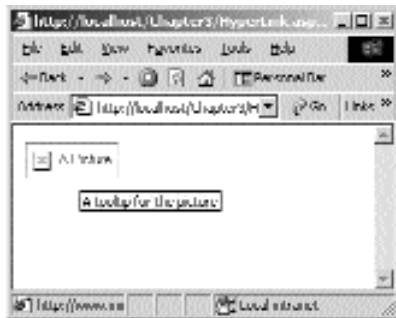 http://localhost/Chapter3/HyperLink.asp...
File Edit View Favorites Tools Help
Back Personal Bar »
Address http://localhost/Chapter3/H Go Links »
A Picture
A tooltip for the picture
http://www. Local intranet